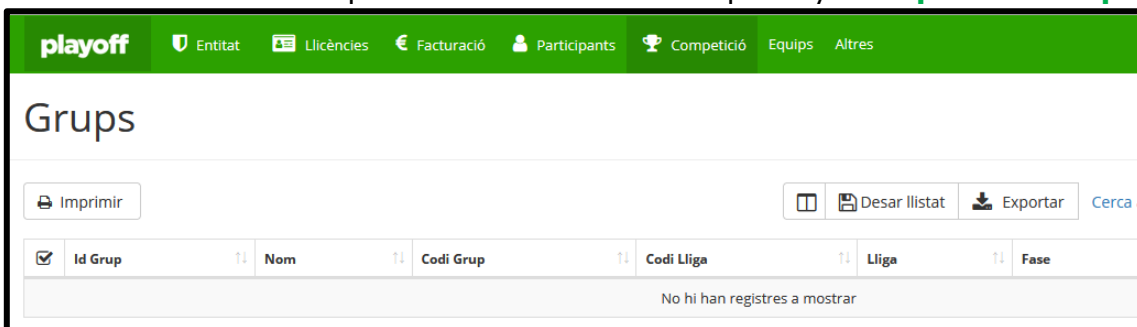 playoff Entitat Llicències € Facturació Participants Competició Equips Altres
Grups
Imprimir Desar llistat Exportar Cerca
Id Grup Nom Codi Grup Codi Lliga Lliga Fase
No hi han registres a mostrar